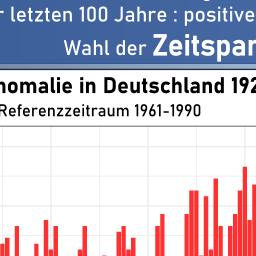 letzten 100 Jahre : positive
Wahl der Zeitspan
nomalie in Deutschland 192
Referenzzeitraum 1961-1990